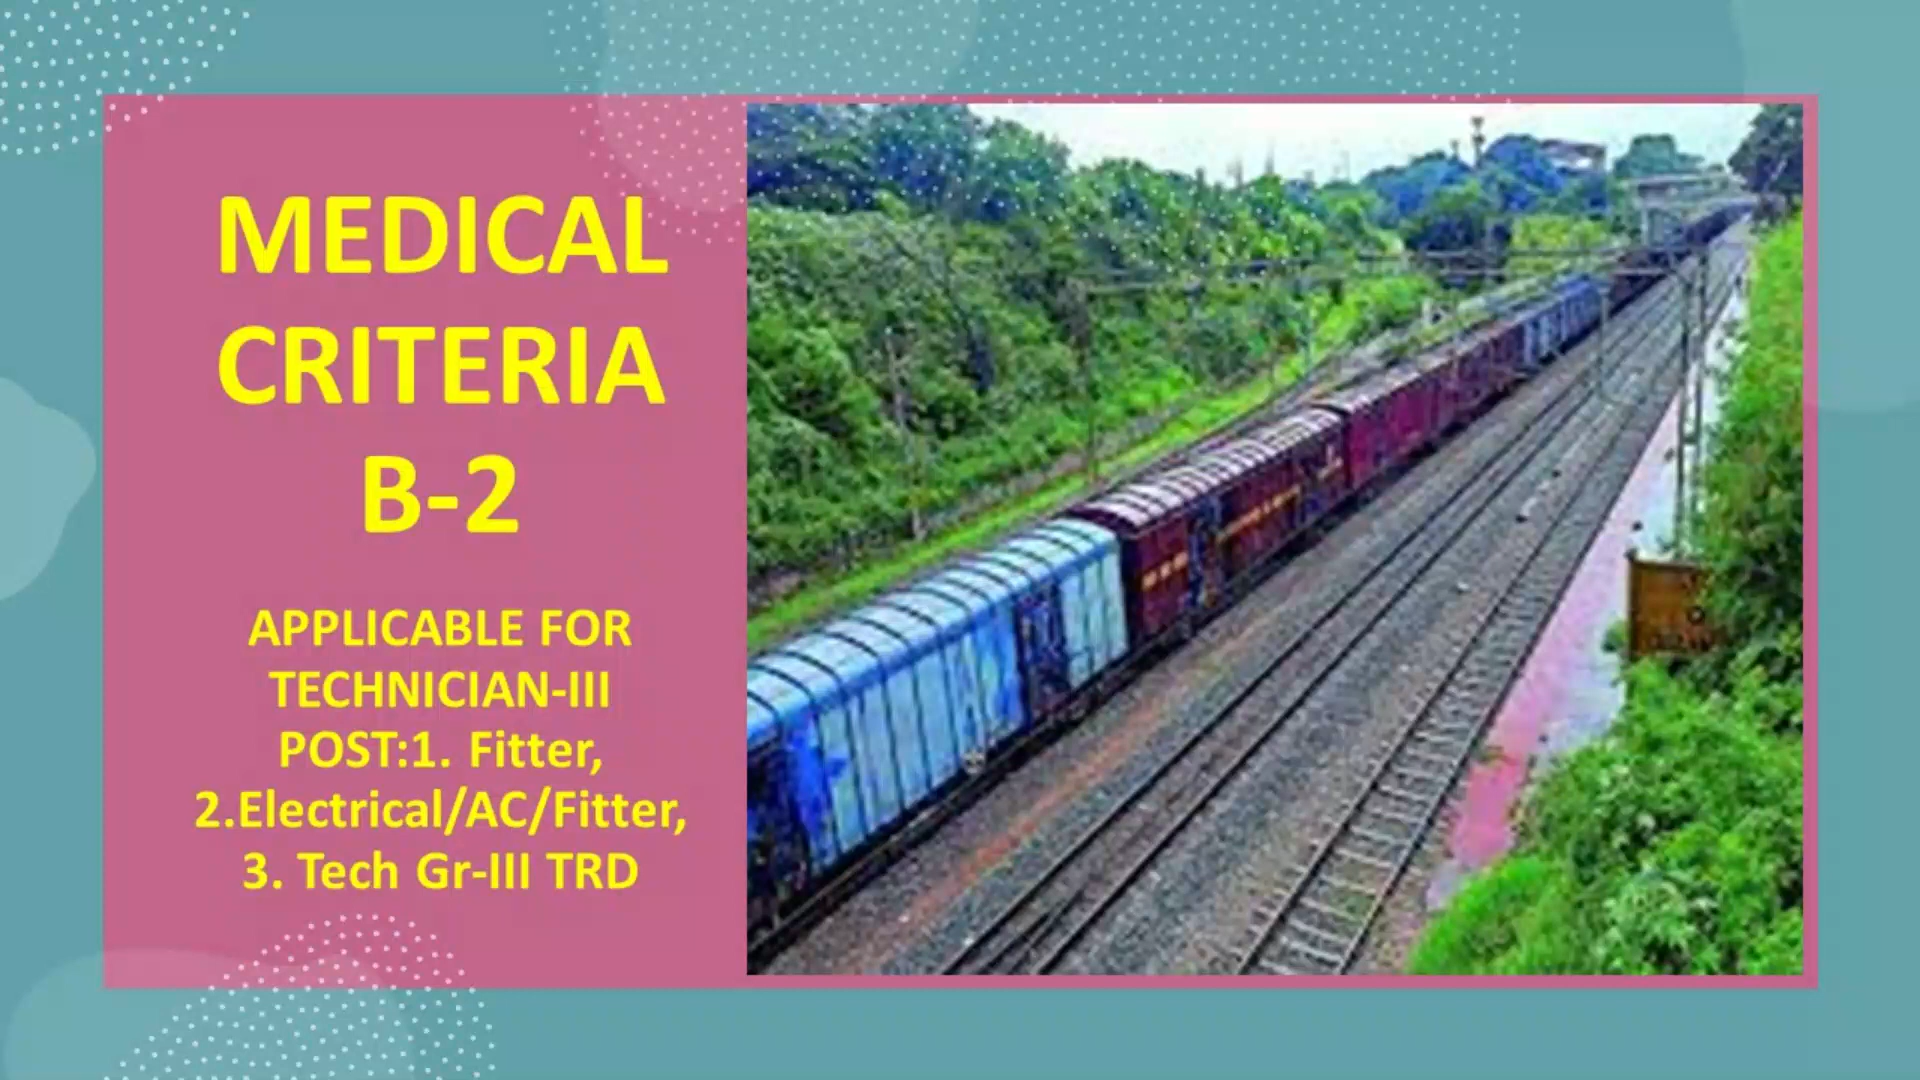 MEDICAL
CRITERIA
B-2
APPLICABLE FOR
TECHNICIAN-III
POST:1. Fitter,
2.Electrical/AC/Fitter,
3. Tech Gr-III TRD